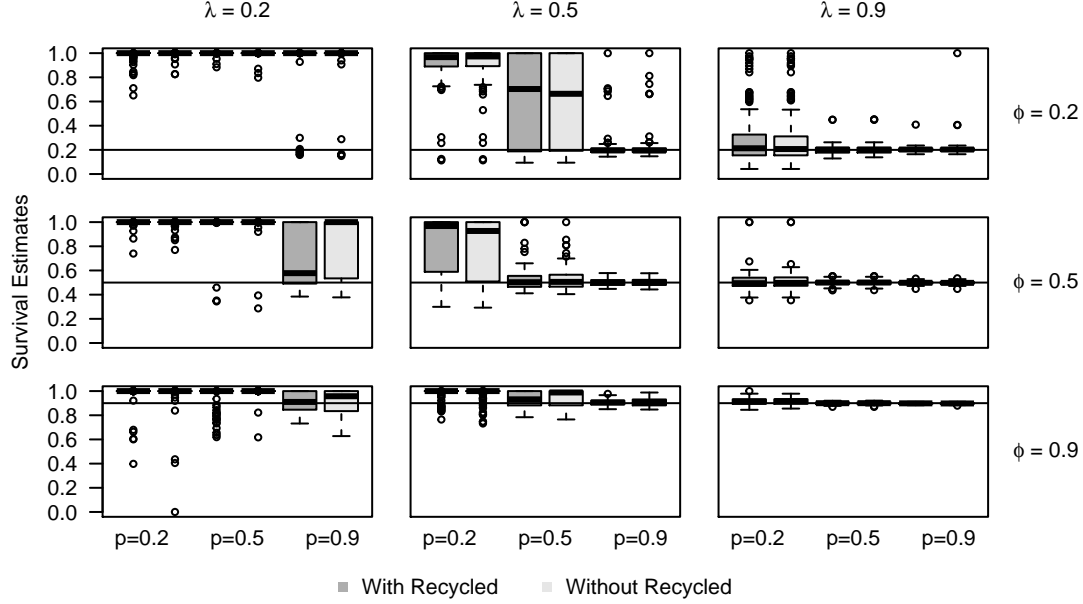 λ = 0.2 λ = 0.5 λ = 0.9
Survival Estimates
1.0
0.8
0.6
0.4
0.2
0.0
ϕ = 0.2
1.0
0.8
0.6
0.4
0.2
0.0
ϕ = 0.5
1.0
0.8
0.6
0.4
0.2
0.0
ϕ = 0.9
p=0.2 p=0.5 p=0.9 p=0.2 p=0.5 p=0.9 p=0.2 p=0.5 p=0.9
With Recycled Without Recycled